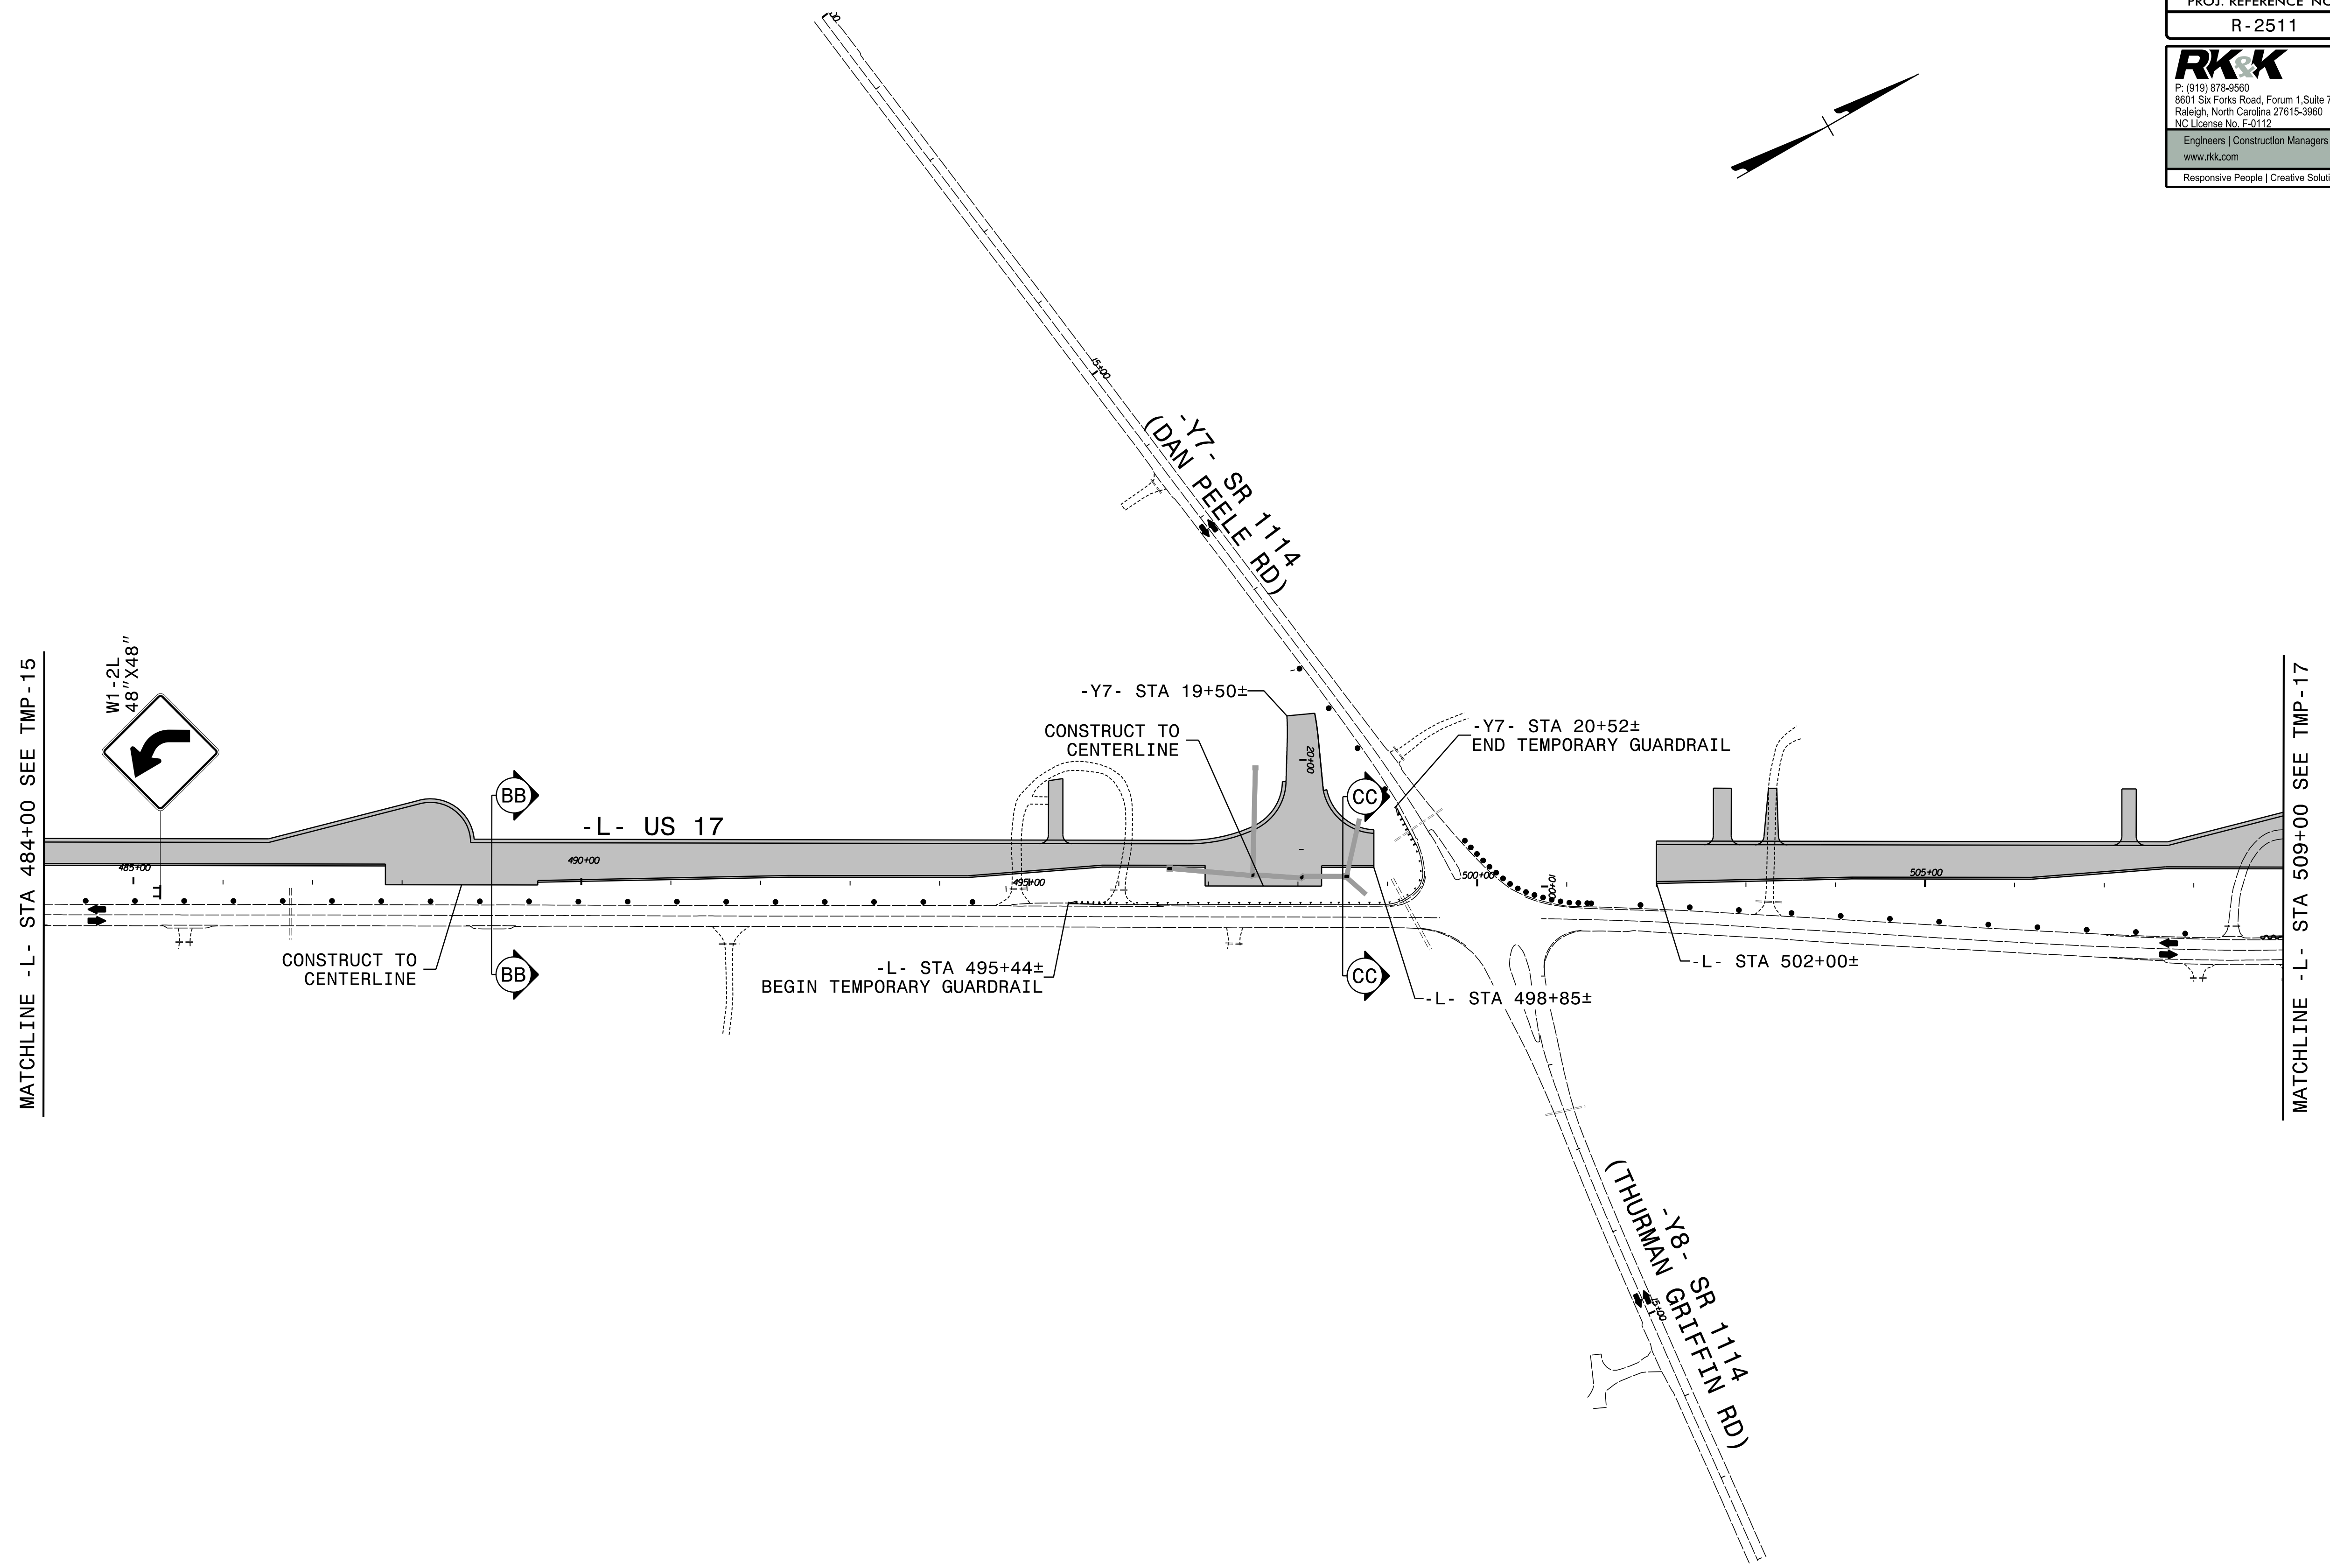 PROJ. REFERENCE NO
R-2511
RK&K
P: (919) 878-9560
8601 Six Forks Road, Forum 1,Suite 7
Raleigh, North Carolina 27615-3960
NC License No. F-0112
Engineers | Construction Managers
www.rkk.com
Responsive People | Creative Soluti
15+00
-Y7- SR 1114
(DAN PEELE RD)
MATCHLINE -L- STA 484+00 SEE TMP-15
W1-2L
48"X48"
-Y7- STA 19+50±
CONSTRUCT TO
CENTERLINE
20+00
-Y7- STA 20+52±
END TEMPORARY GUARDRAIL
BB
CC
-L- US 17
485+00
490+00
495+00
500+00
10+00
505+00
CONSTRUCT TO
CENTERLINE
BB
-L- STA 495+44±
BEGIN TEMPORARY GUARDRAIL
CC
-L- STA 498+85±
-L- STA 502+00±
MATCHLINE -L- STA 509+00 SEE TMP-17
-Y8- SR 1114
(THURMAN GRIFFIN RD)
15+00